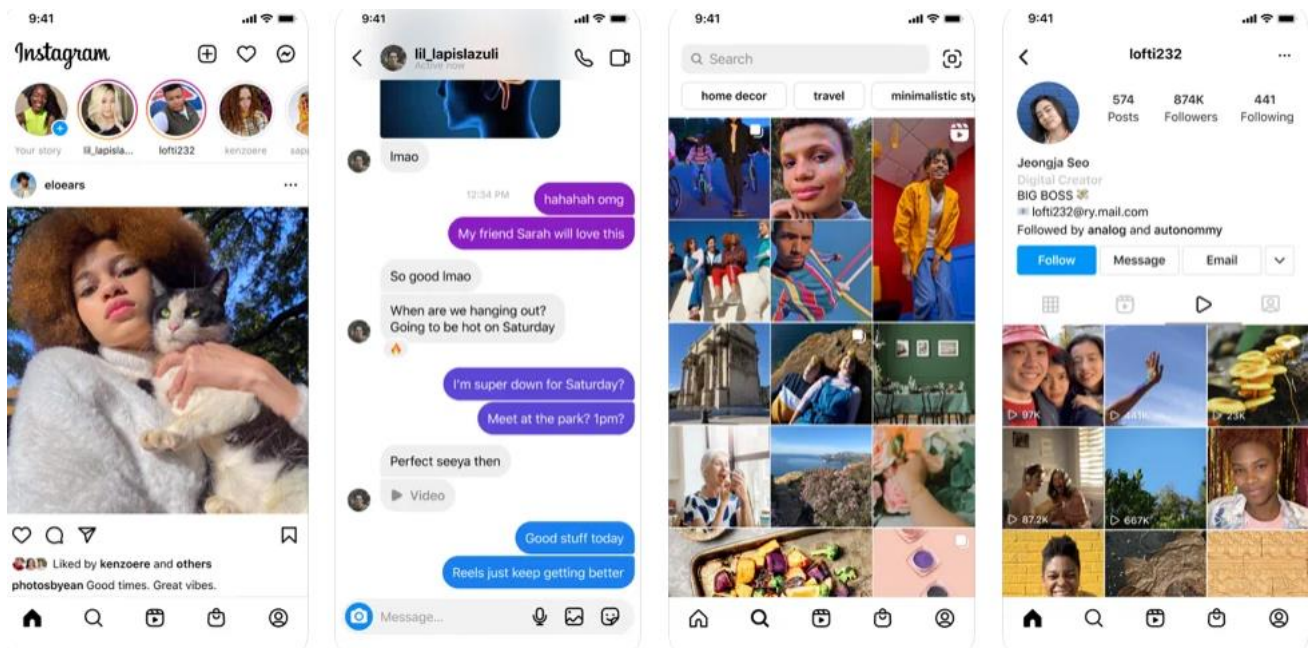 9:41
Instagram
Your story
lil_lapisla...
lofti232
kenzoere
eloears
Liked by kenzoere and others
photosbyean Good times. Great vibes.
9:41
lil_lapislazuli
Active now
lmao
12:34 PM
hahahah omg
My friend Sarah will love this
So good lmao
When are we hanging out?
Going to be hot on Saturday
I'm super down for Saturday?
Meet at the park? 1pm?
Perfect seeya then
Video
Good stuff today
Reels just keep getting better
Message...
9:41
Search
home decor
travel
minimalistic sty
9:41
lofti232
574 874K 441
Posts Followers Following
Jeongja Seo
Digital Creator
BIG BOSS
lofti232@ry.mail.com
Followed by analog and autonommy
Follow Message Email
97K 441K 23K
87.2K 667K